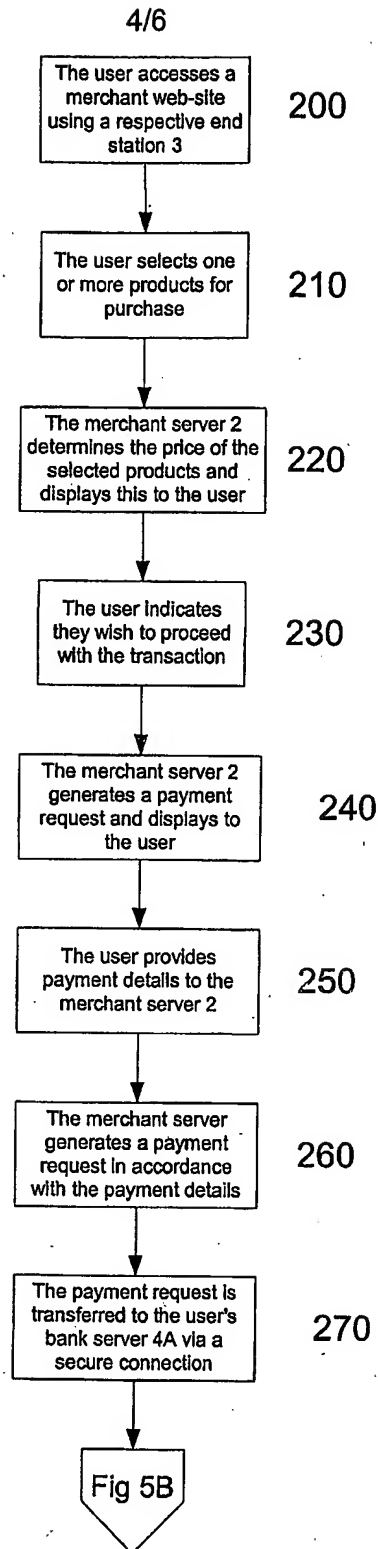 4/6
The user accesses a
merchant web-site
using a respective end
station 3
200
The user selects one
or more products for
purchase
210
The merchant server 2
determines the price of the
selected products and
displays this to the user
220
The user indicates
they wish to proceed
with the transaction
230
The merchant server 2
generates a payment
request and displays to
the user
240
The user provides
payment details to the
merchant server 2
250
The merchant server
generates a payment
request in accordance
with the payment details
260
The payment request is
transferred to the user's
bank server 4A via a
secure connection
270
Fig 5B